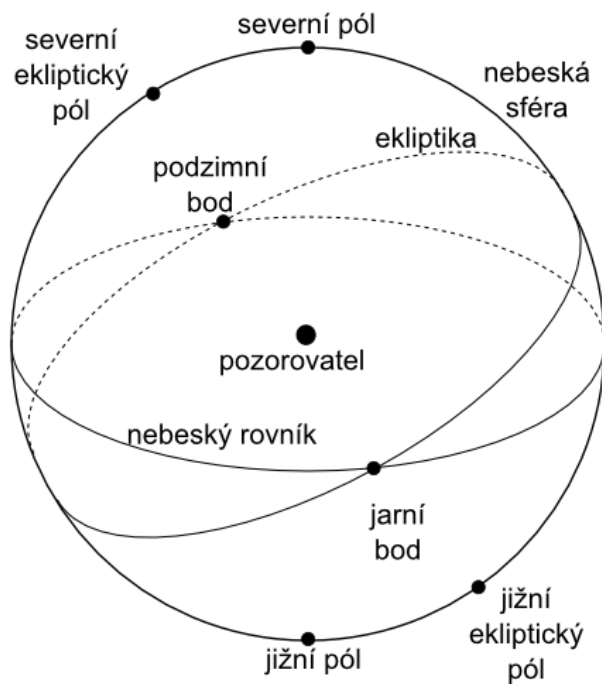 severní pól
severní
ekliptický
pól
nebeská
sféra
ekliptika
podzimní
bod
pozorovatel
nebeský rovník
jarní
bod
jižní
ekliptický
pól
jižní pól